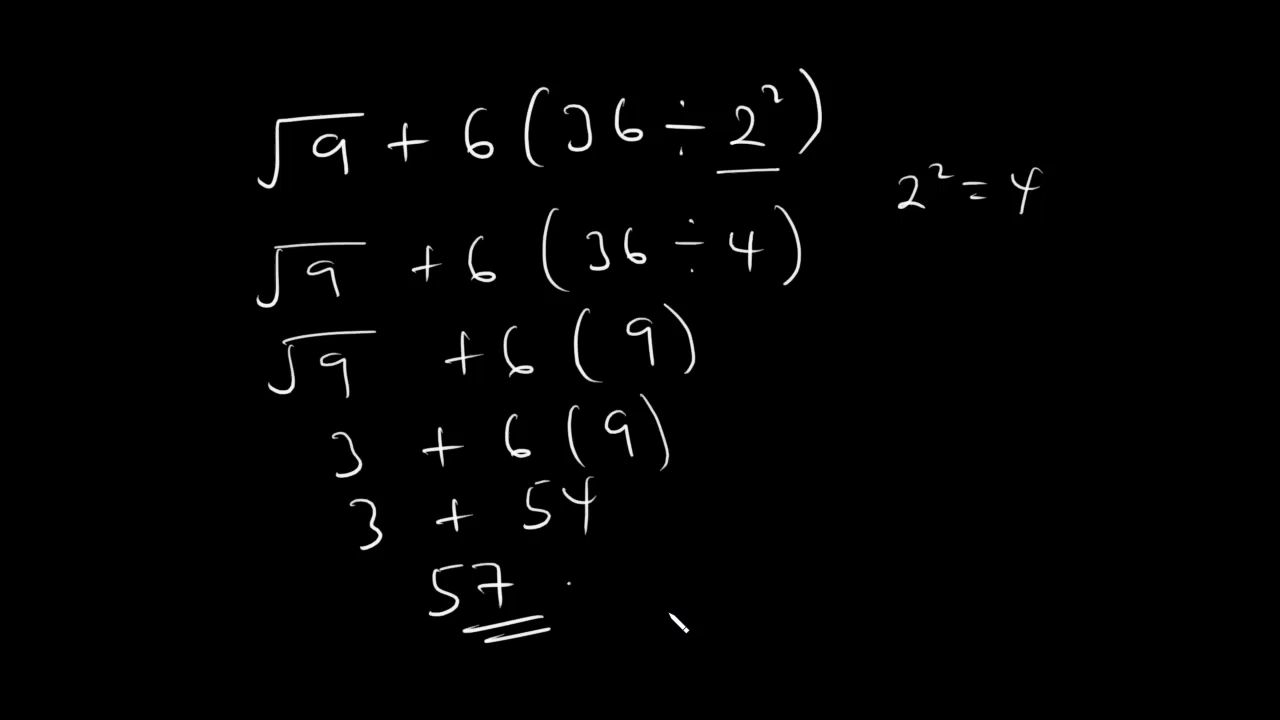 √9 + 6 (36 ÷ 2²)
2² = 4
√9 + 6 (36 ÷ 4)
√9 + 6 (9)
3 + 6 (9)
3 + 54
57